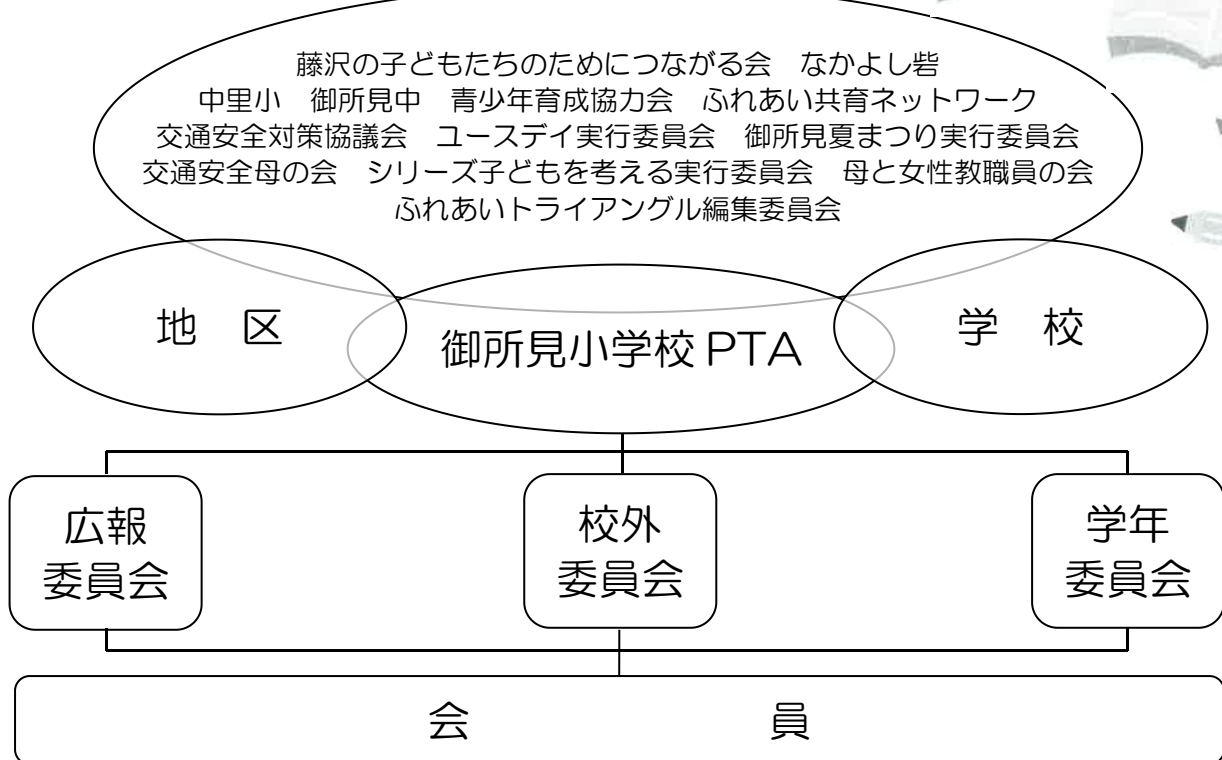 藤沢の子どもたちのためにつながる会　なかよし砦
中里小　御所見中　青少年育成協力会　ふれあい共育ネットワーク
交通安全対策協議会　ユースデイ実行委員会　御所見夏まつり実行委員会
交通安全母の会　シリーズ子どもを考える実行委員会　母と女性教職員の会
ふれあいトライアングル編集委員会
地　区
御所見小学校 PTA
学　校
広報
委員会
校外
委員会
学年
委員会
会　員